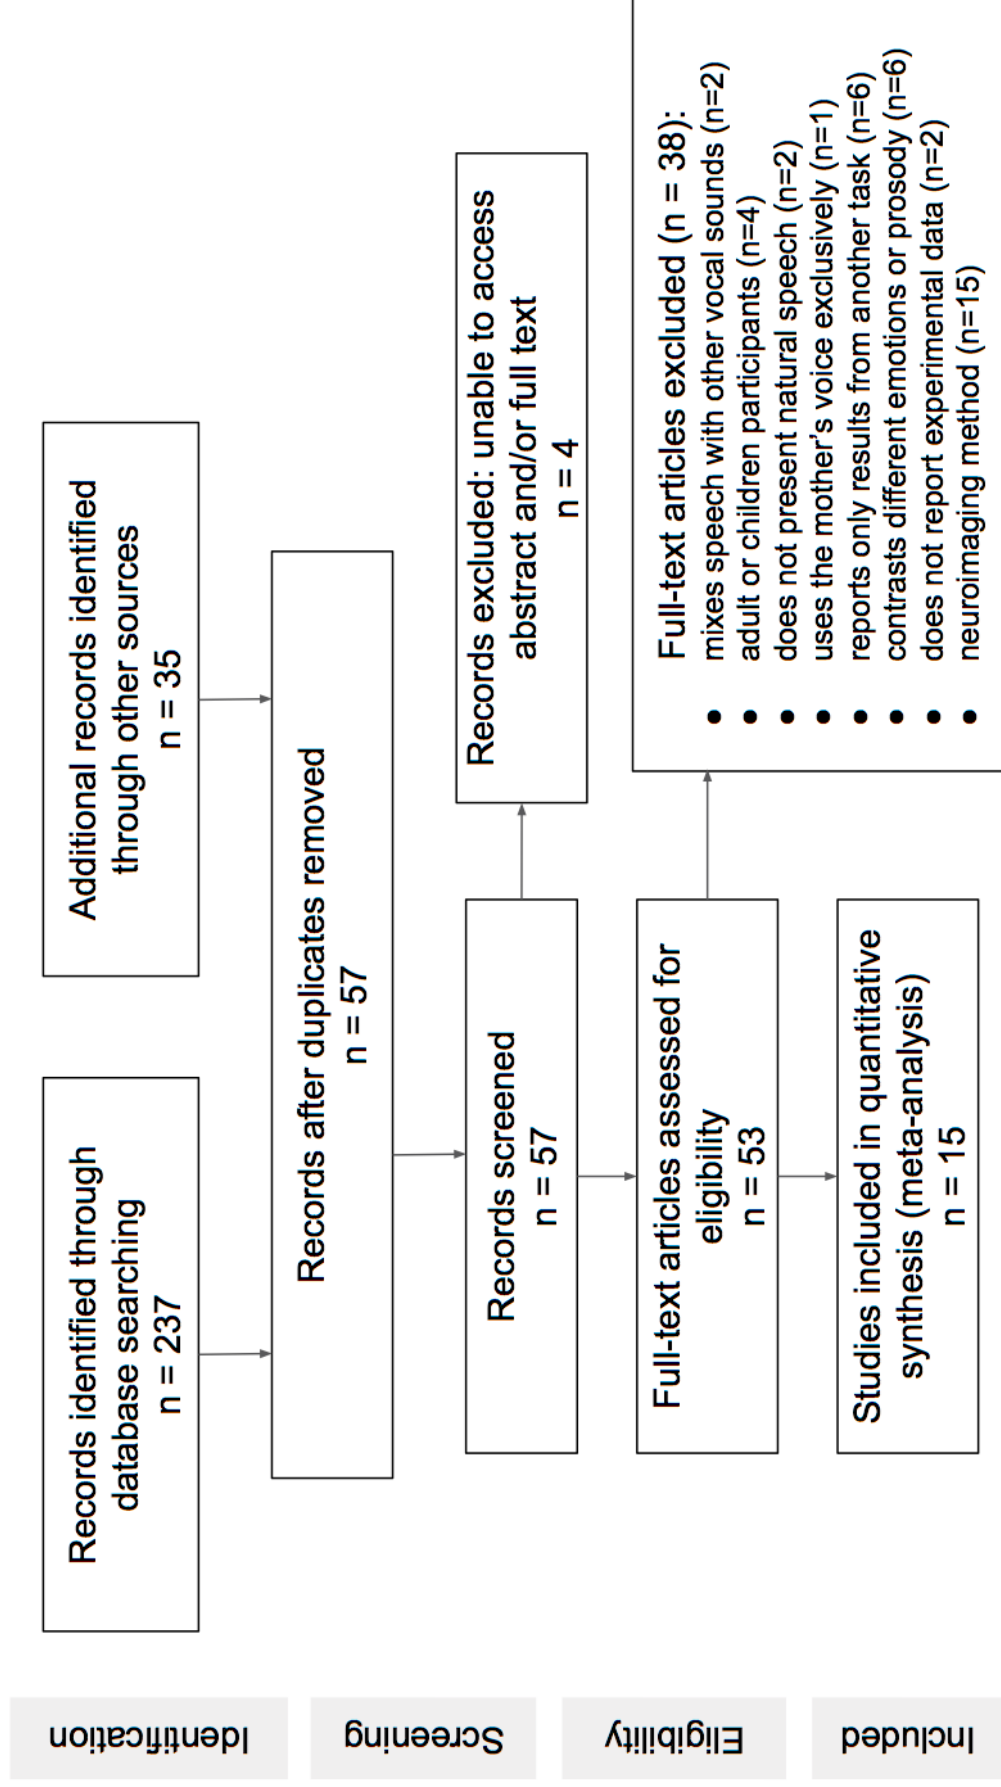 Identification
Records identified through
database searching
n = 237
Additional records identified
through other sources
n = 35
Records after duplicates removed
n = 57
Screening
Records screened
n = 57
Records excluded: unable to access
abstract and/or full text
n = 4
Eligibility
Full-text articles assessed for
eligibility
n = 53
Full-text articles excluded (n = 38):
● mixes speech with other vocal sounds (n=2)
● adult or children participants (n=4)
● does not present natural speech (n=2)
● uses the mother’s voice exclusively (n=1)
● reports only results from another task (n=6)
● contrasts different emotions or prosody (n=6)
● does not report experimental data (n=2)
● neuroimaging method (n=15)
Included
Studies included in quantitative
synthesis (meta-analysis)
n = 15